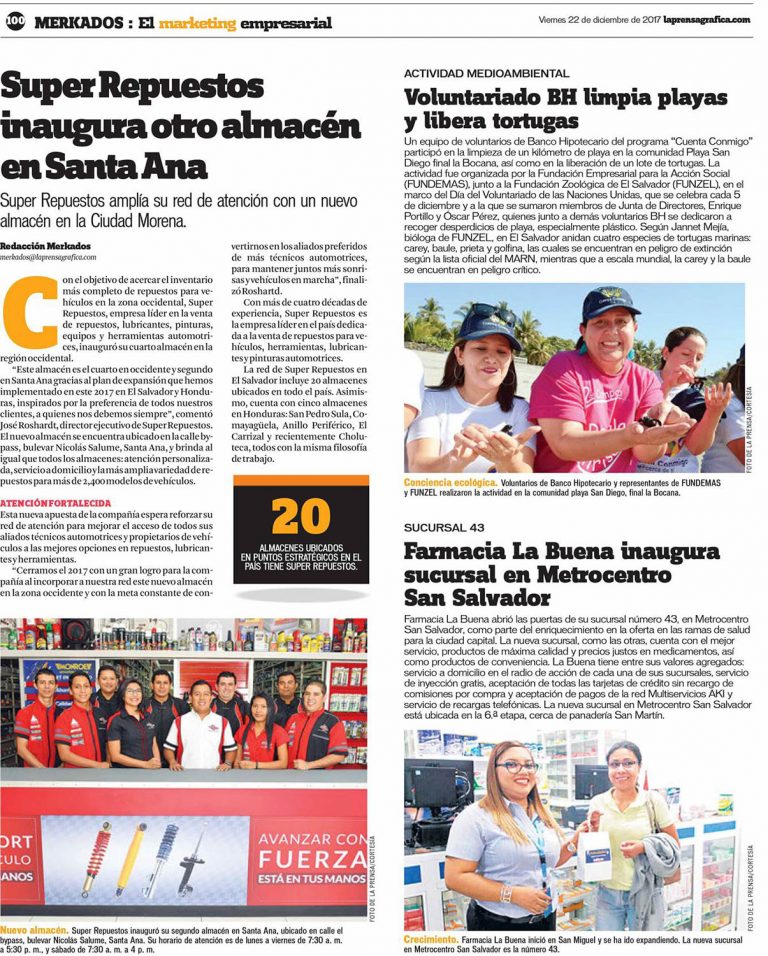 100 MERKADOS : El marketing empresarial
Viernes 22 de diciembre de 2017 laprensagrafica.com
Super Repuestos
inaugura otro almacén
en Santa Ana
Super Repuestos amplía su red de atención con un nuevo
almacén en la Ciudad Morena.
Redacción Merkados
merkados@laprensagrafica.com
Con el objetivo de acercar el inventario
más completo de repuestos para ve-
hículos en la zona occidental, Super
Repuestos, empresa líder en la venta
de repuestos, lubricantes, pinturas,
equipos y herramientas automotri-
ces, inauguró su cuarto almacén en la
región occidental.
“Este almacén es el cuarto en occidente y segundo
en Santa Ana gracias al plan de expansión que hemos
implementado en este 2017 en El Salvador y Hondu-
ras, inspirados por la preferencia de todos nuestros
clientes, a quienes nos debemos siempre”, comentó
José Roshardt, director ejecutivo de Super Repuestos.
El nuevo almacén se encuentra ubicado en la calle by-
pass, bulevar Nicolás Salume, Santa Ana, y brinda al
igual que todos los almacenes: atención personaliza-
da, servicio a domicilio y la más amplia variedad de re-
puestos para más de 2,400 modelos de vehículos.
ATENCIÓN FORTALECIDA
Esta nueva apuesta de la compañía espera reforzar su
red de atención para mejorar el acceso de todos sus
aliados técnicos automotrices y propietarios de vehí-
culos a las mejores opciones en repuestos, lubrican-
tes y herramientas.
“Cerramos el 2017 con un gran logro para la com-
pañía al incorporar a nuestra red este nuevo almacén
en la zona occidente y con la meta constante de con-
vertirnos en los aliados preferidos
de más técnicos automotrices,
para mantener juntos más sonri-
sas y vehículos en marcha”, finali-
zó Roshardt.
Con más de cuatro décadas de
experiencia, Super Repuestos es
la empresa líder en el país dedica-
da a la venta de repuestos para ve-
hículos, herramientas, lubrican-
tes y pinturas automotrices.
La red de Super Repuestos en
El Salvador incluye 20 almacenes
ubicados en todo el país. Asimis-
mo, cuenta con cinco almacenes
en Honduras: San Pedro Sula, Co-
mayagüela, Anillo Periférico, El
Carrizal y recientemente Cholu-
teca, todos con la misma filosofía
de trabajo.
20
ALMACENES UBICADOS
EN PUNTOS ESTRATÉGICOS EN EL
PAÍS TIENE SUPER REPUESTOS.
MONROE
ORT
CULO
MANOS
AVANZAR CON
FUERZA
ESTÁ EN TUS MANOS
FOTO DE LA PRENSA/CORTESÍA
Nuevo almacén. Super Repuestos inauguró su segundo almacén en Santa Ana, ubicado en calle el
bypass, bulevar Nicolás Salume, Santa Ana. Su horario de atención es de lunes a viernes de 7:30 a. m.
a 5:30 p. m., y sábado de 7:30 a. m. a 4 p. m.
ACTIVIDAD MEDIOAMBIENTAL
Voluntariado BH limpia playas
y libera tortugas
Un equipo de voluntarios de Banco Hipotecario del programa “Cuenta Conmigo”
participó en la limpieza de un kilómetro de playa en la comunidad Playa San
Diego final la Bocana, así como en la liberación de un lote de tortugas. La
actividad fue organizada por la Fundación Empresarial para la Acción Social
(FUNDEMAS), junto a la Fundación Zoológica de El Salvador (FUNZEL), en el
marco del Día del Voluntariado de las Naciones Unidas, que se celebra cada 5
de diciembre y a la que se sumaron miembros de Junta de Directores, Enrique
Portillo y Óscar Pérez, quienes junto a demás voluntarios BH se dedicaron a
recoger desperdicios de playa, especialmente plástico. Según Jannet Mejía,
bióloga de FUNZEL, en El Salvador anidan cuatro especies de tortugas marinas:
carey, baule, prieta y golfina, las cuales se encuentran en peligro de extinción
según la lista oficial del MARN, mientras que a escala mundial, la carey y la baule
se encuentran en peligro crítico.
FOTO DE LA PRENSA/CORTESÍA
Conciencia ecológica. Voluntarios de Banco Hipotecario y representantes de FUNDEMAS
y FUNZEL realizaron la actividad en la comunidad playa San Diego, final la Bocana.
SUCURSAL 43
Farmacia La Buena inaugura
sucursal en Metrocentro
San Salvador
Farmacia La Buena abrió las puertas de su sucursal número 43, en Metrocentro
San Salvador, como parte del enriquecimiento en la oferta en las ramas de salud
para la ciudad capital. La nueva sucursal, como las otras, cuenta con el mejor
servicio, productos de máxima calidad y precios justos en medicamentos, así
como productos de conveniencia. La Buena tiene entre sus valores agregados:
servicio a domicilio en el radio de acción de cada una de sus sucursales, servicio
de inyección gratis, aceptación de todas las tarjetas de crédito sin recargo de
comisiones por compra y aceptación de pagos de la red Multiservicios AKI y
servicio de recargas telefónicas. La nueva sucursal en Metrocentro San Salvador
está ubicada en la 6.ª etapa, cerca de panadería San Martín.
FOTO DE LA PRENSA/CORTESÍA
Crecimiento. Farmacia La Buena inició en San Miguel y se ha ido expandiendo. La nueva sucursal
en Metrocentro San Salvador es la número 43.